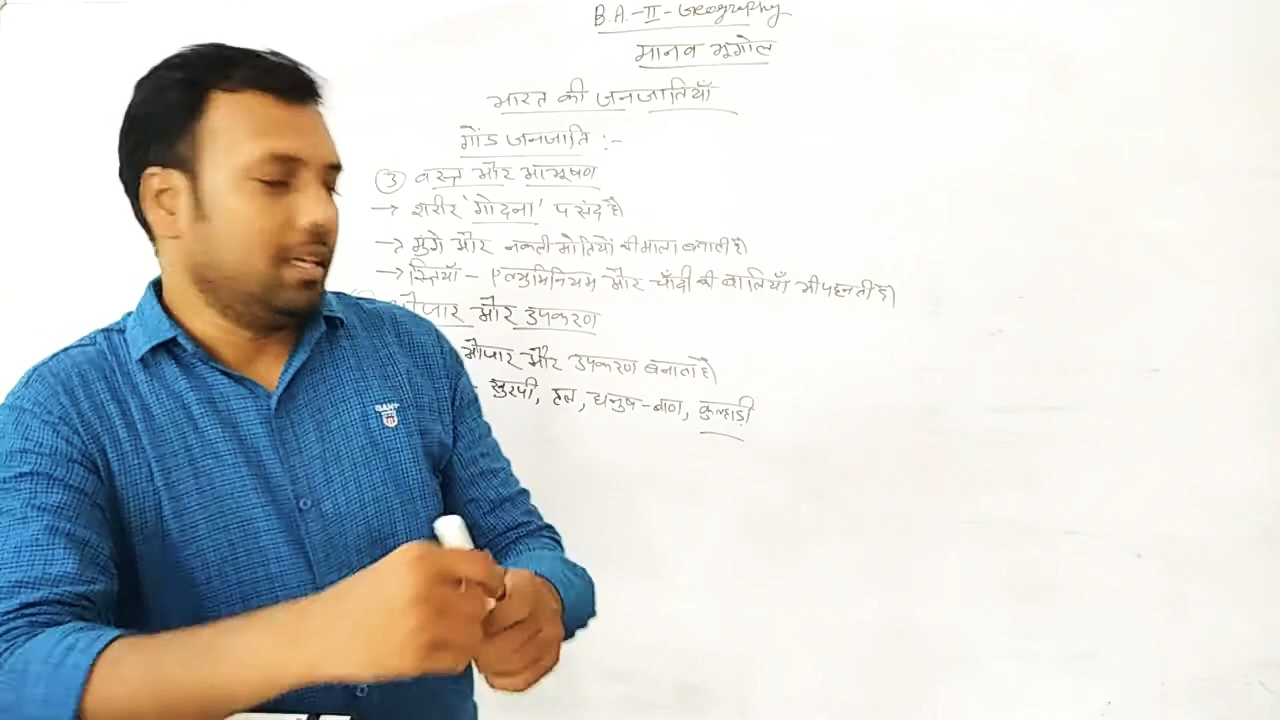 B.A.-II-Geography
मानव भूगोल
भारत की जनजातियाँ
गोंड जनजाति :-
③ वस्त्र और आभूषण
→ शरीर 'गोदना' पसंद है।
→ मुंगे और नकली मोतियों की माला बनाती है।
→ स्त्रियाँ - एल्युमिनियम और चाँदी की बालियाँ भी पहनती है।
और उपकरण
औजार और उपकरण बनाता है।
खुरपी, हल, धनुष-बाण, कुल्हाड़ी
GANT